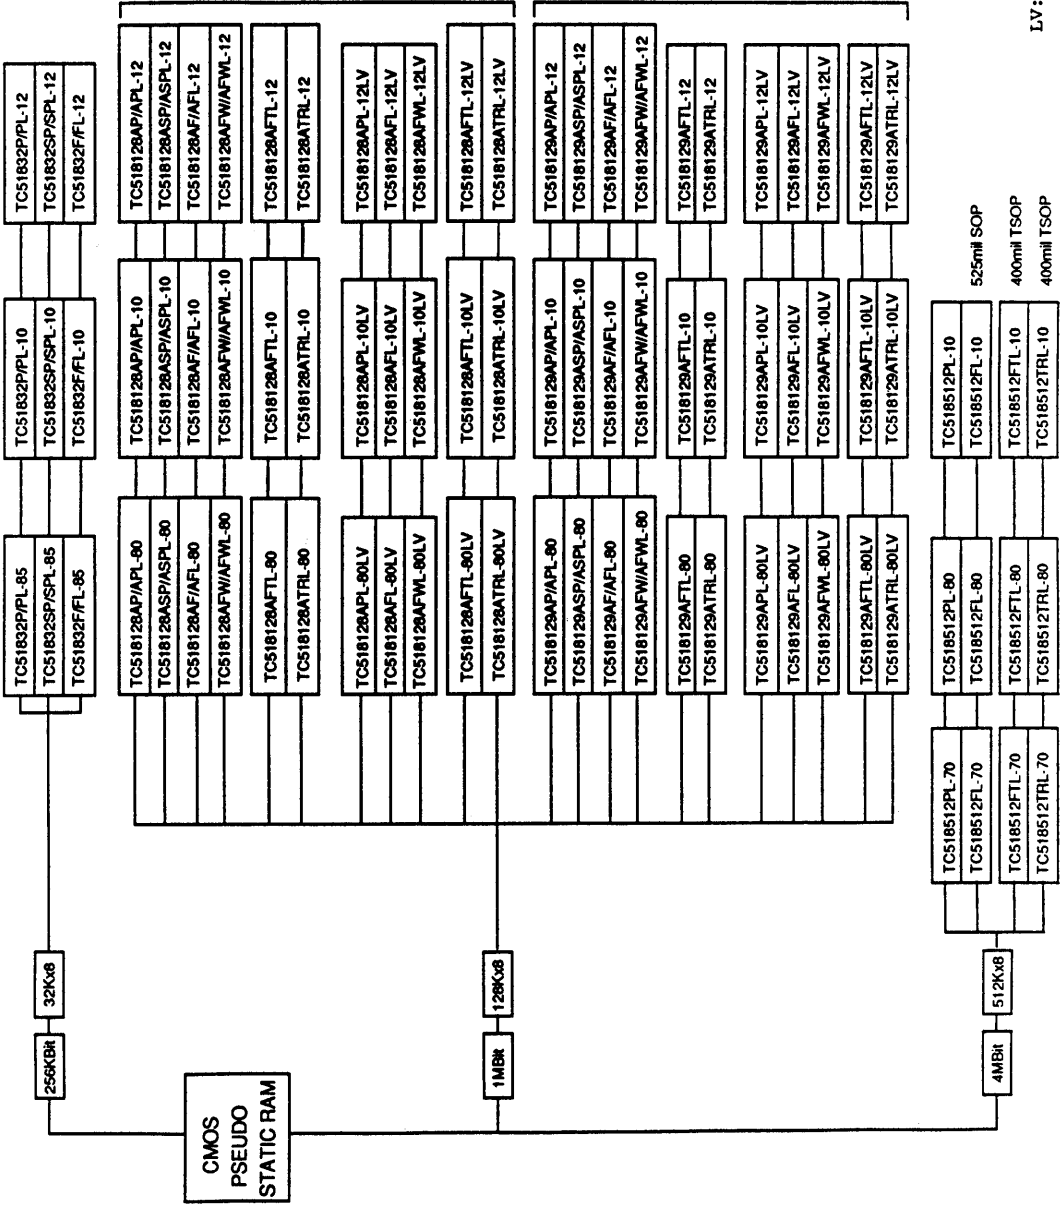 CMOS
PSEUDO
STATIC RAM
256KBit
32Kx8
TC51832P/PL-85
TC51832SP/SPL-85
TC51832F/FL-85
TC51832P/PL-10
TC51832SP/SPL-10
TC51832F/FL-10
TC51832P/PL-12
TC51832SP/SPL-12
TC51832F/FL-12
1MBit
128Kx8
TC518128AP/APL-80
TC518128ASP/ASPL-80
TC518128AF/AFL-80
TC518128AFW/AFWL-80
TC518128AP/APL-10
TC518128ASP/ASPL-10
TC518128AF/AFL-10
TC518128AFW/AFWL-10
TC518128AP/APL-12
TC518128ASP/ASPL-12
TC518128AF/AFL-12
TC518128AFW/AFWL-12
TC518128AFTL-80
TC518128ATRL-80
TC518128AFTL-10
TC518128ATRL-10
TC518128AFTL-12
TC518128ATRL-12
TC518128APL-80LV
TC518128AFL-80LV
TC518128AFWL-80LV
TC518128APL-10LV
TC518128AFL-10LV
TC518128AFWL-10LV
TC518128APL-12LV
TC518128AFL-12LV
TC518128AFWL-12LV
TC518128AFTL-80LV
TC518128ATRL-80LV
TC518128AFTL-10LV
TC518128ATRL-10LV
TC518128AFTL-12LV
TC518128ATRL-12LV
TC518129AP/APL-80
TC518129ASP/ASPL-80
TC518129AF/AFL-80
TC518129AFW/AFWL-80
TC518129AP/APL-10
TC518129ASP/ASPL-10
TC518129AF/AFL-10
TC518129AFW/AFWL-10
TC518129AP/APL-12
TC518129ASP/ASPL-12
TC518129AF/AFL-12
TC518129AFW/AFWL-12
TC518129AFTL-80
TC518129ATRL-80
TC518129AFTL-10
TC518129ATRL-10
TC518129AFTL-12
TC518129ATRL-12
TC518129APL-80LV
TC518129AFL-80LV
TC518129AFWL-80LV
TC518129APL-10LV
TC518129AFL-10LV
TC518129AFWL-10LV
TC518129APL-12LV
TC518129AFL-12LV
TC518129AFWL-12LV
TC518129AFTL-80LV
TC518129ATRL-80LV
TC518129AFTL-10LV
TC518129ATRL-10LV
TC518129AFTL-12LV
TC518129ATRL-12LV
4MBit
512Kx8
TC518512PL-70
TC518512FL-70
TC518512PL-80
TC518512FL-80
TC518512PL-10
TC518512FL-10
525mil SOP
TC518512FTL-70
TC518512TRL-70
TC518512FTL-80
TC518512TRL-80
TC518512FTL-10
TC518512TRL-10
400mil TSOP
400mil TSOP
LV: